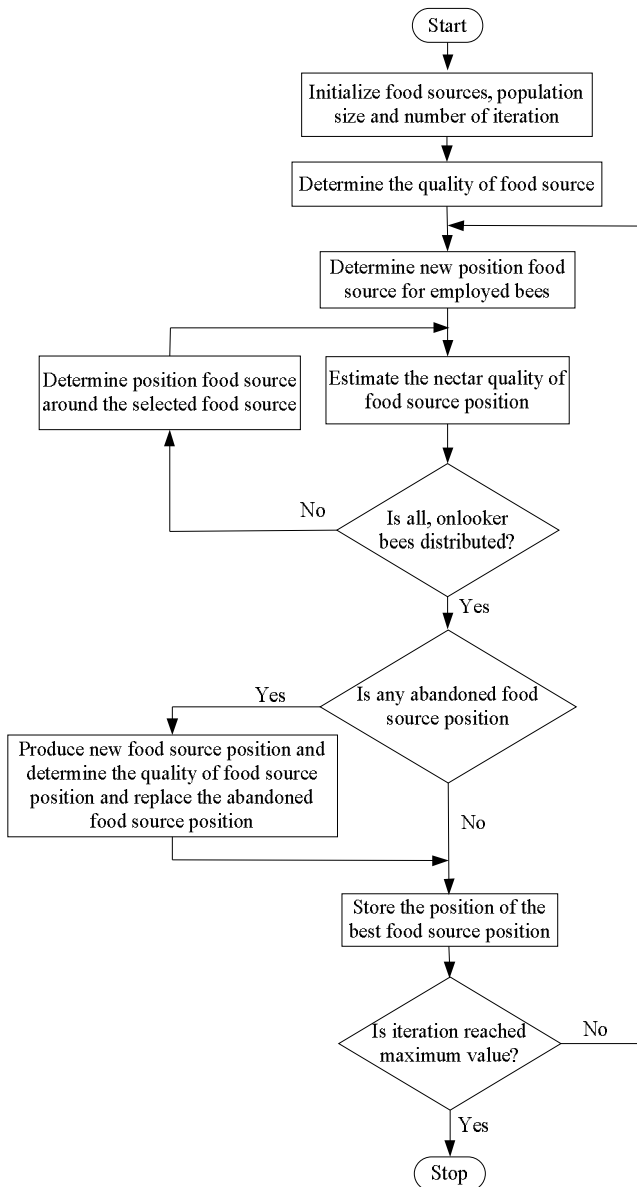 Start
Initialize food sources, population
size and number of iteration
Determine the quality of food source
Determine new position food
source for employed bees
Determine position food source
around the selected food source
Estimate the nectar quality of
food source position
No
Is all, onlooker
bees distributed?
Yes
Yes
Is any abandoned food
source position
Produce new food source position and
determine the quality of food source
position and replace the abandoned
food source position
No
Store the position of the
best food source position
Is iteration reached
maximum value?
No
Yes
Stop